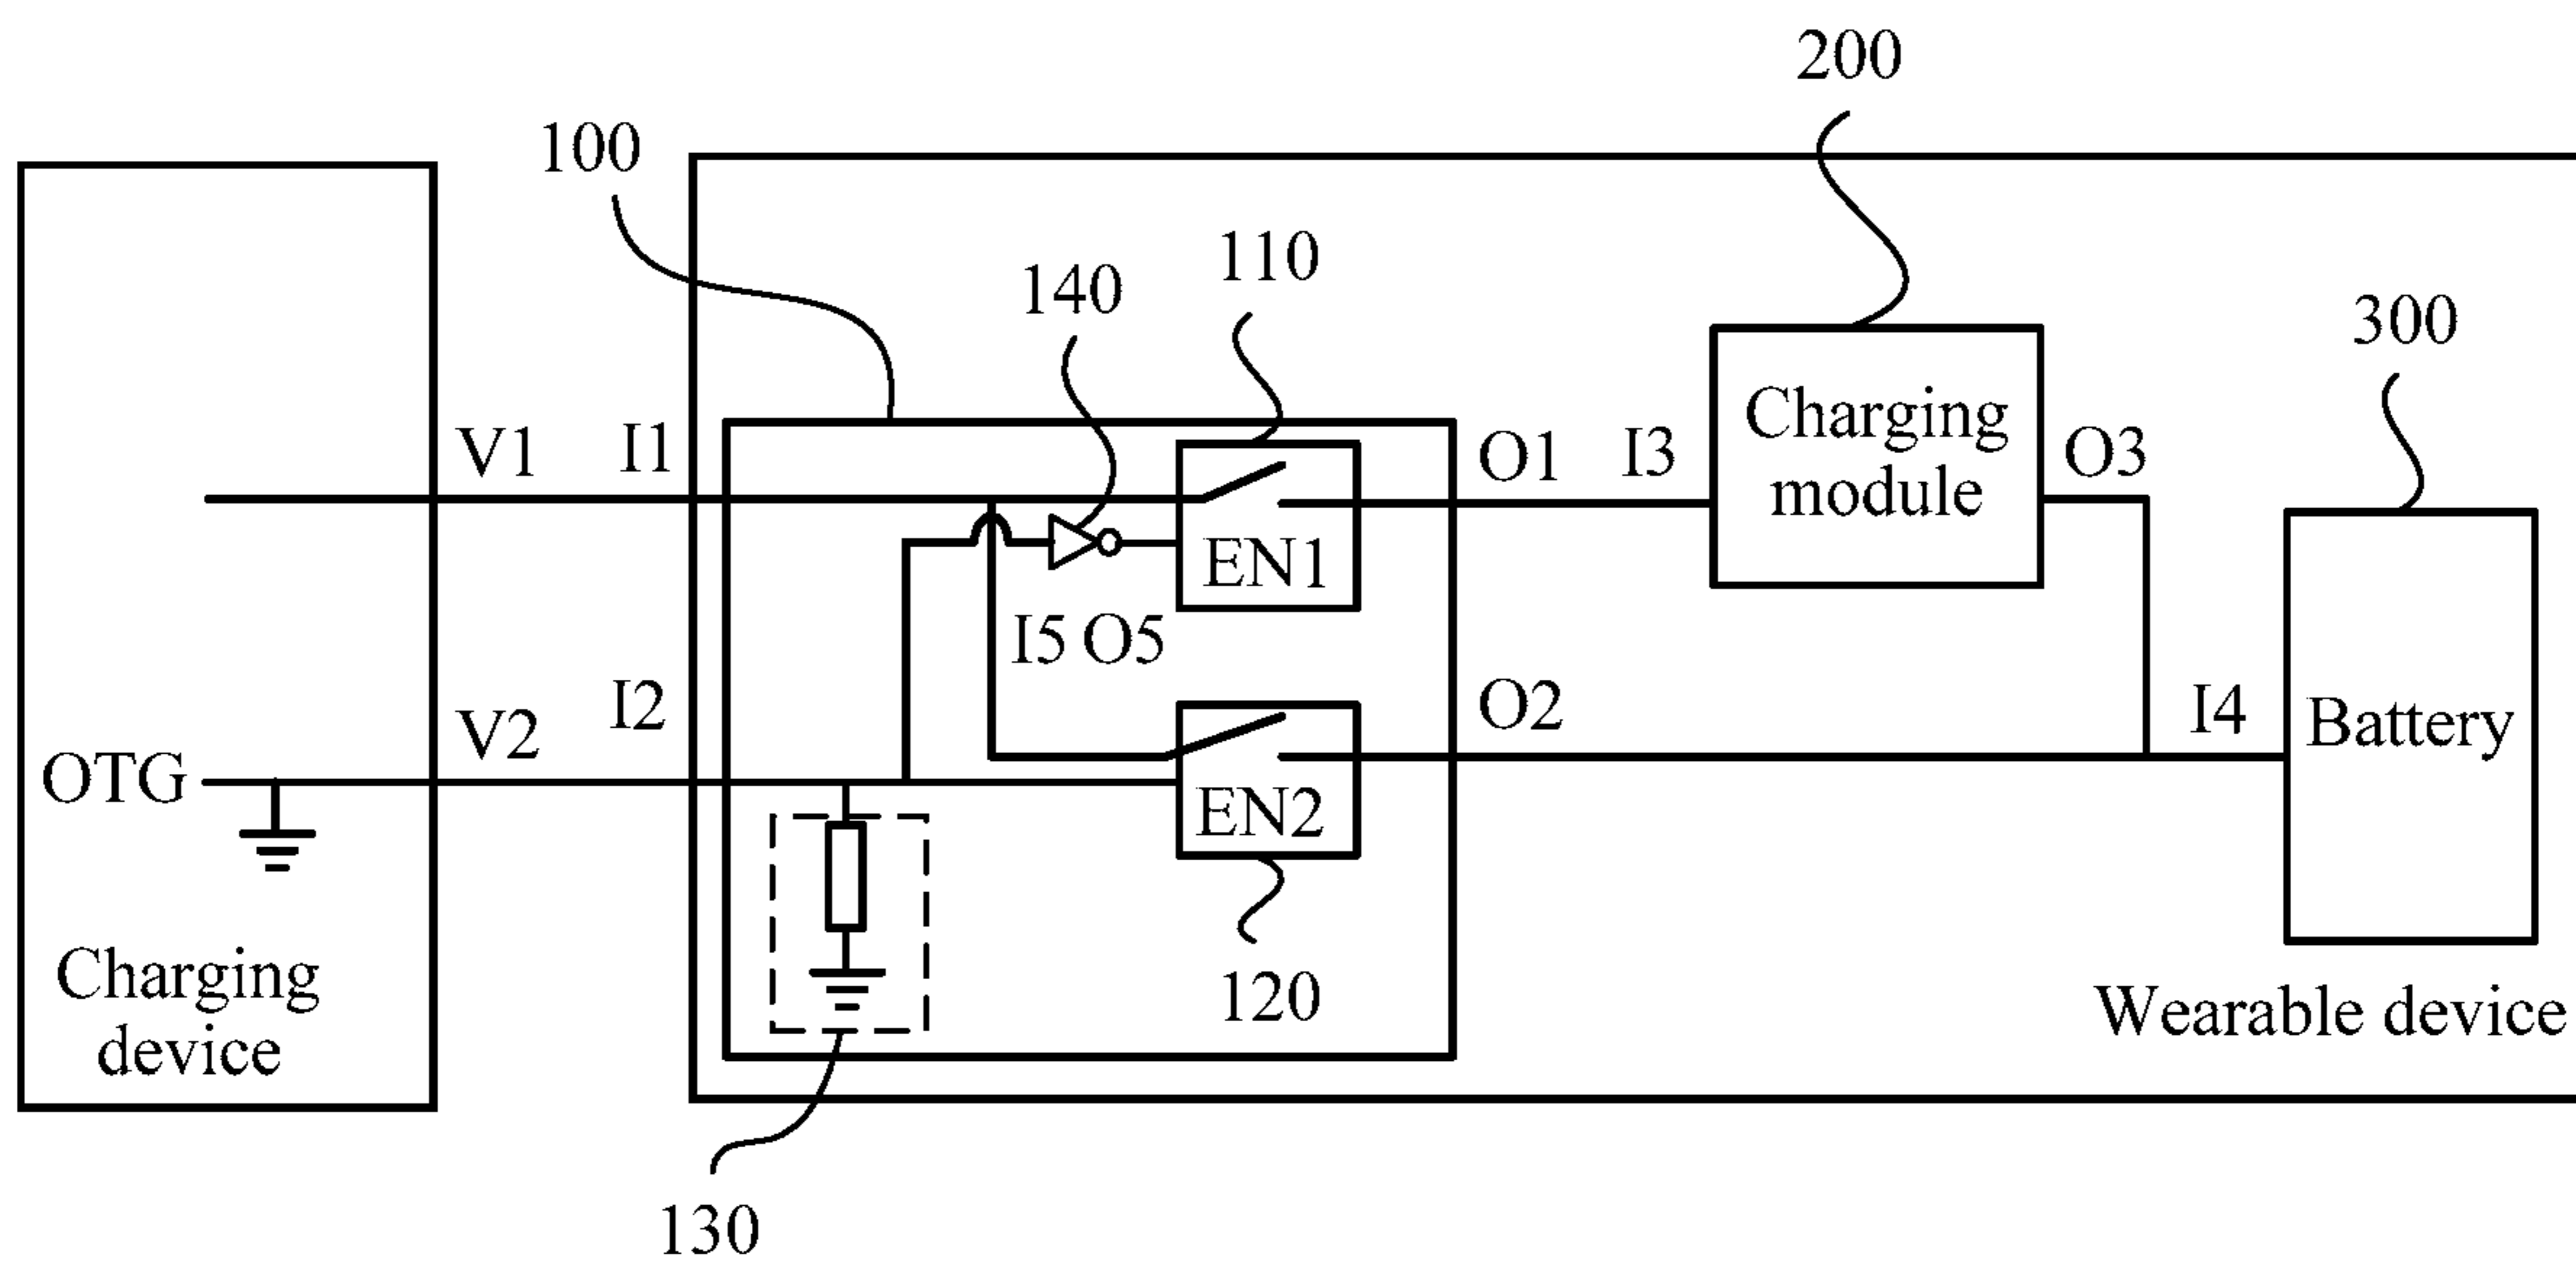 200
100
110
140
300
V1
I1
O1
I3
Charging
module
O3
EN1
I5 O5
V2
I2
O2
I4
Battery
OTG
EN2
Charging
device
120
Wearable device
130